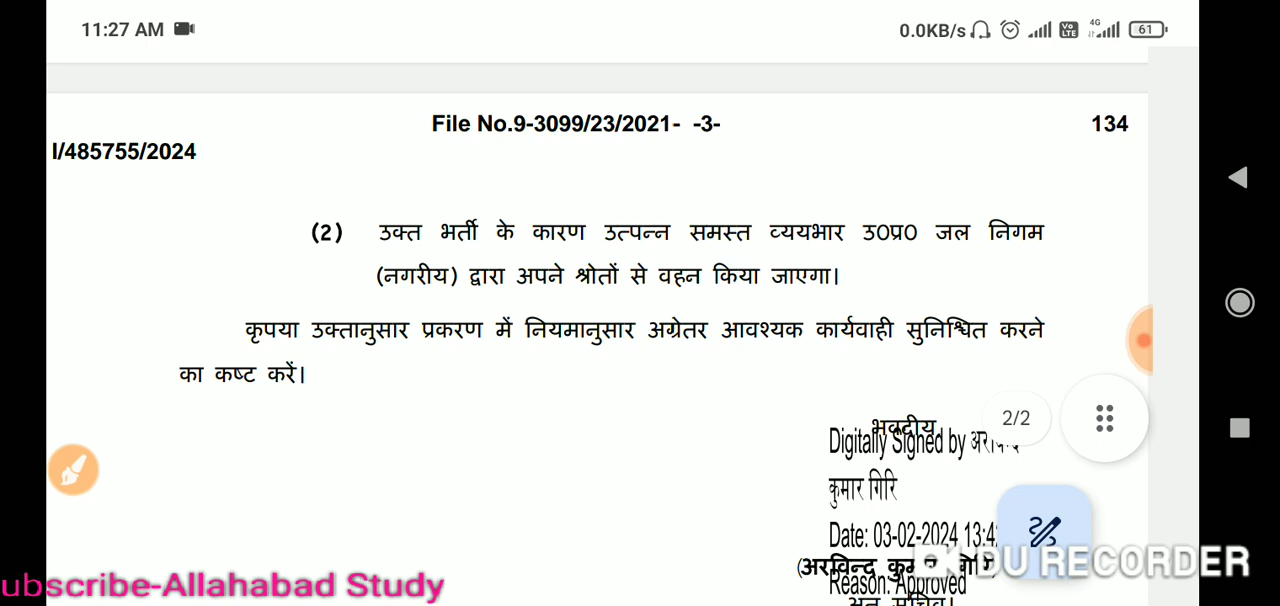 11:27 AM
0.0KB/s 4G 61
File No.9-3099/23/2021- -3- 134
I/485755/2024
(2) उक्त भर्ती के कारण उत्पन्न समस्त व्ययभार उ0प्र0 जल निगम
(नगरीय) द्वारा अपने श्रोतों से वहन किया जाएगा।
कृपया उक्तानुसार प्रकरण में नियमानुसार अग्रेतर आवश्यक कार्यवाही सुनिश्चित करने
का कष्ट करें।
भवदीय
2/2
Digitally Signed by
कुमार गिरि
Date: 03-02-2024
(अरविन्द
DU RECORDER
Reason: Approved
ubscribe-Allahabad Study